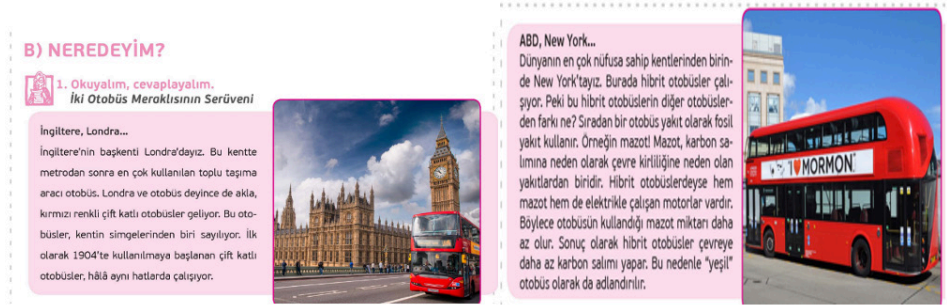 B) NEREDEYİM?
1. Okuyalım, cevaplayalım.
İki Otobüs Meraklısının Serüveni
İngiltere, Londra...
İngiltere'nin başkenti Londra'dayız. Bu kentte
metrodan sonra en çok kullanılan toplu taşıma
aracı otobüs. Londra ve otobüs deyince de akla,
kırmızı renkli çift katlı otobüsler geliyor. Bu oto-
büsler, kentin simgelerinden biri sayılıyor. İlk
olarak 1904'te kullanılmaya başlanan çift katlı
otobüsler, hâlâ aynı hatlarda çalışıyor.
ABD, New York...
Dünyanın en çok nüfusa sahip kentlerinden birin-
de New York'tayız. Burada hibrit otobüsler çalı-
şıyor. Peki bu hibrit otobüslerin diğer otobüsler-
den farkı ne? Sıradan bir otobüs yakıt olarak fosil
yakıt kullanır. Örneğin mazot! Mazot, karbon sa-
lımına neden olarak çevre kirliliğine neden olan
yakıtlardan biridir. Hibrit otobüslerdeyse hem
mazot hem de elektrikle çalışan motorlar vardır.
Böylece otobüsün kullandığı mazot miktarı daha
az olur. Sonuç olarak hibrit otobüsler çevreye
daha az karbon salımı yapar. Bu nedenle "yeşil"
otobüs olarak da adlandırılır.
I MORMON